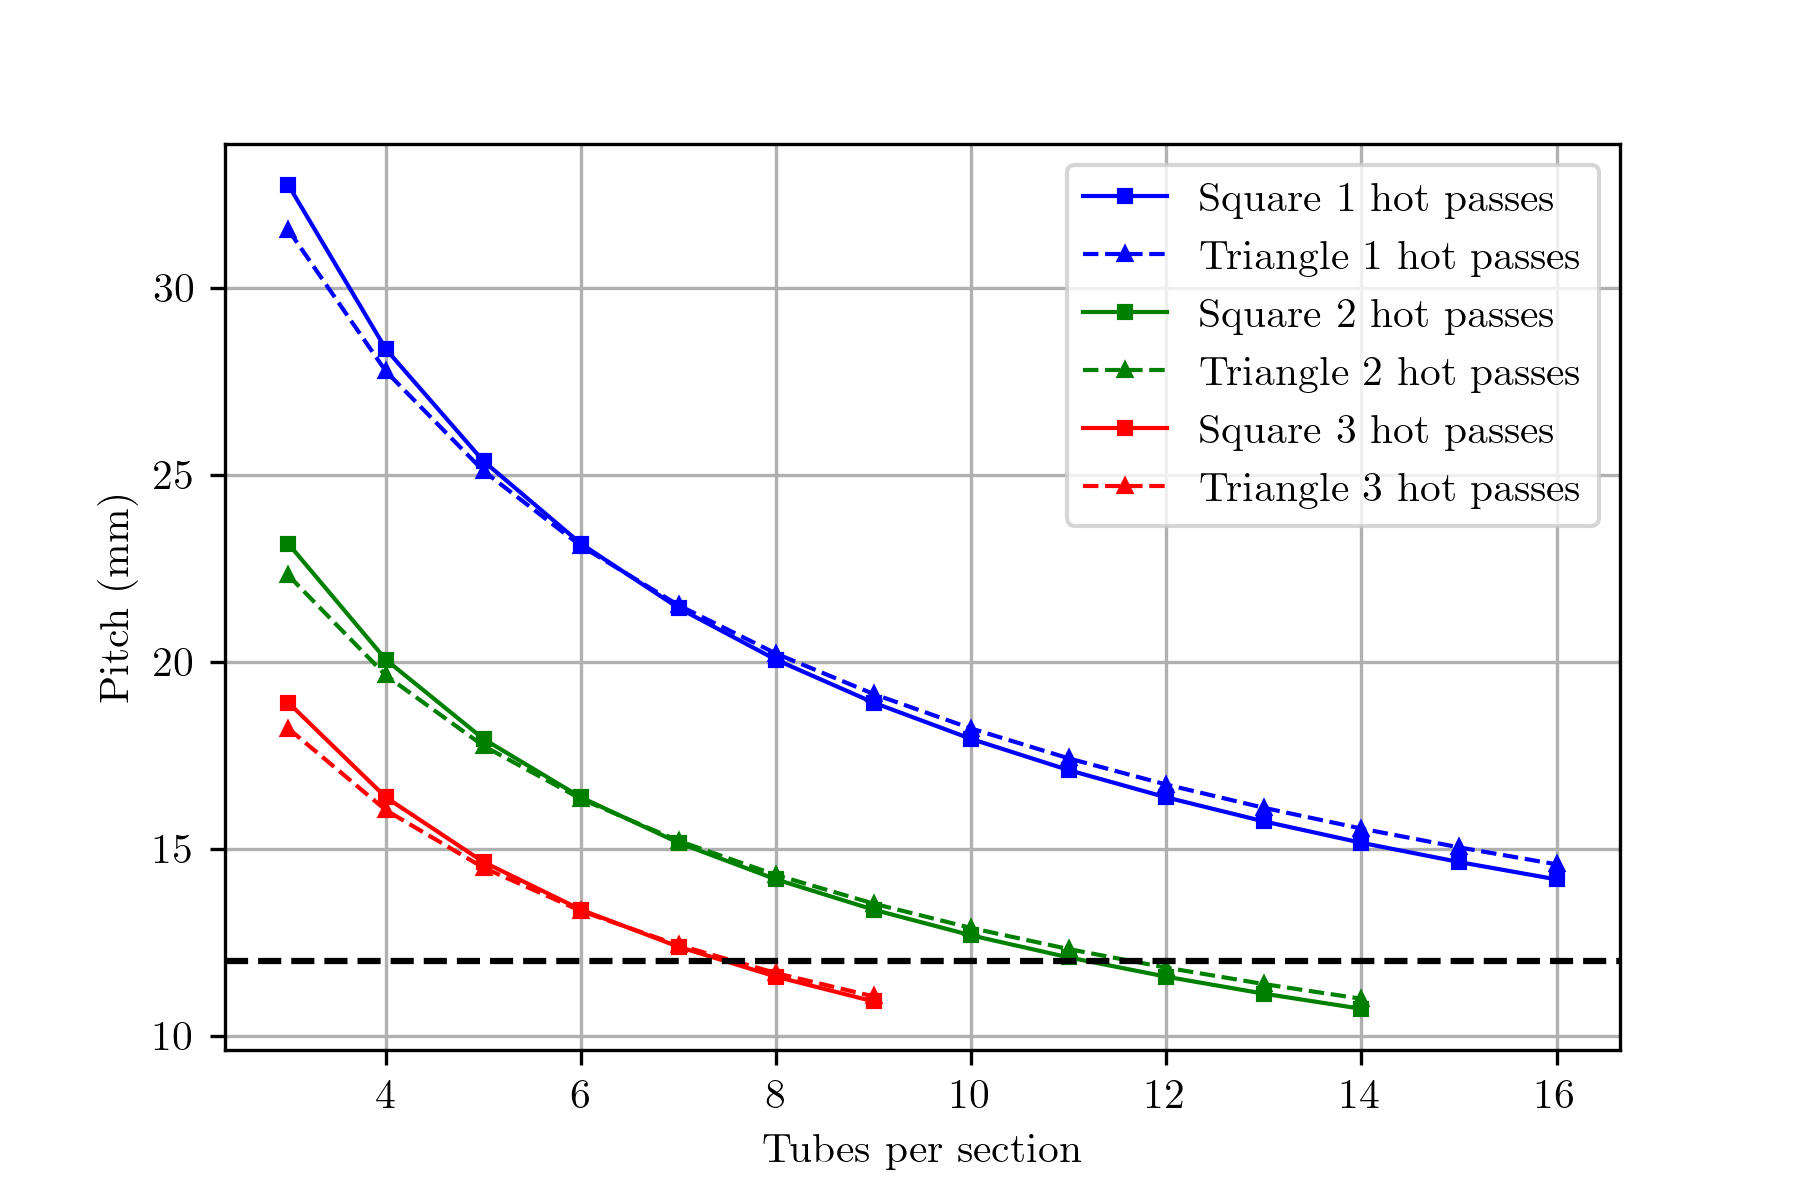 Square 1 hot passes
Triangle 1 hot passes
Square 2 hot passes
Triangle 2 hot passes
Square 3 hot passes
Triangle 3 hot passes
30
25
20
15
10
Pitch (mm)
4 6 8 10 12 14 16
Tubes per section